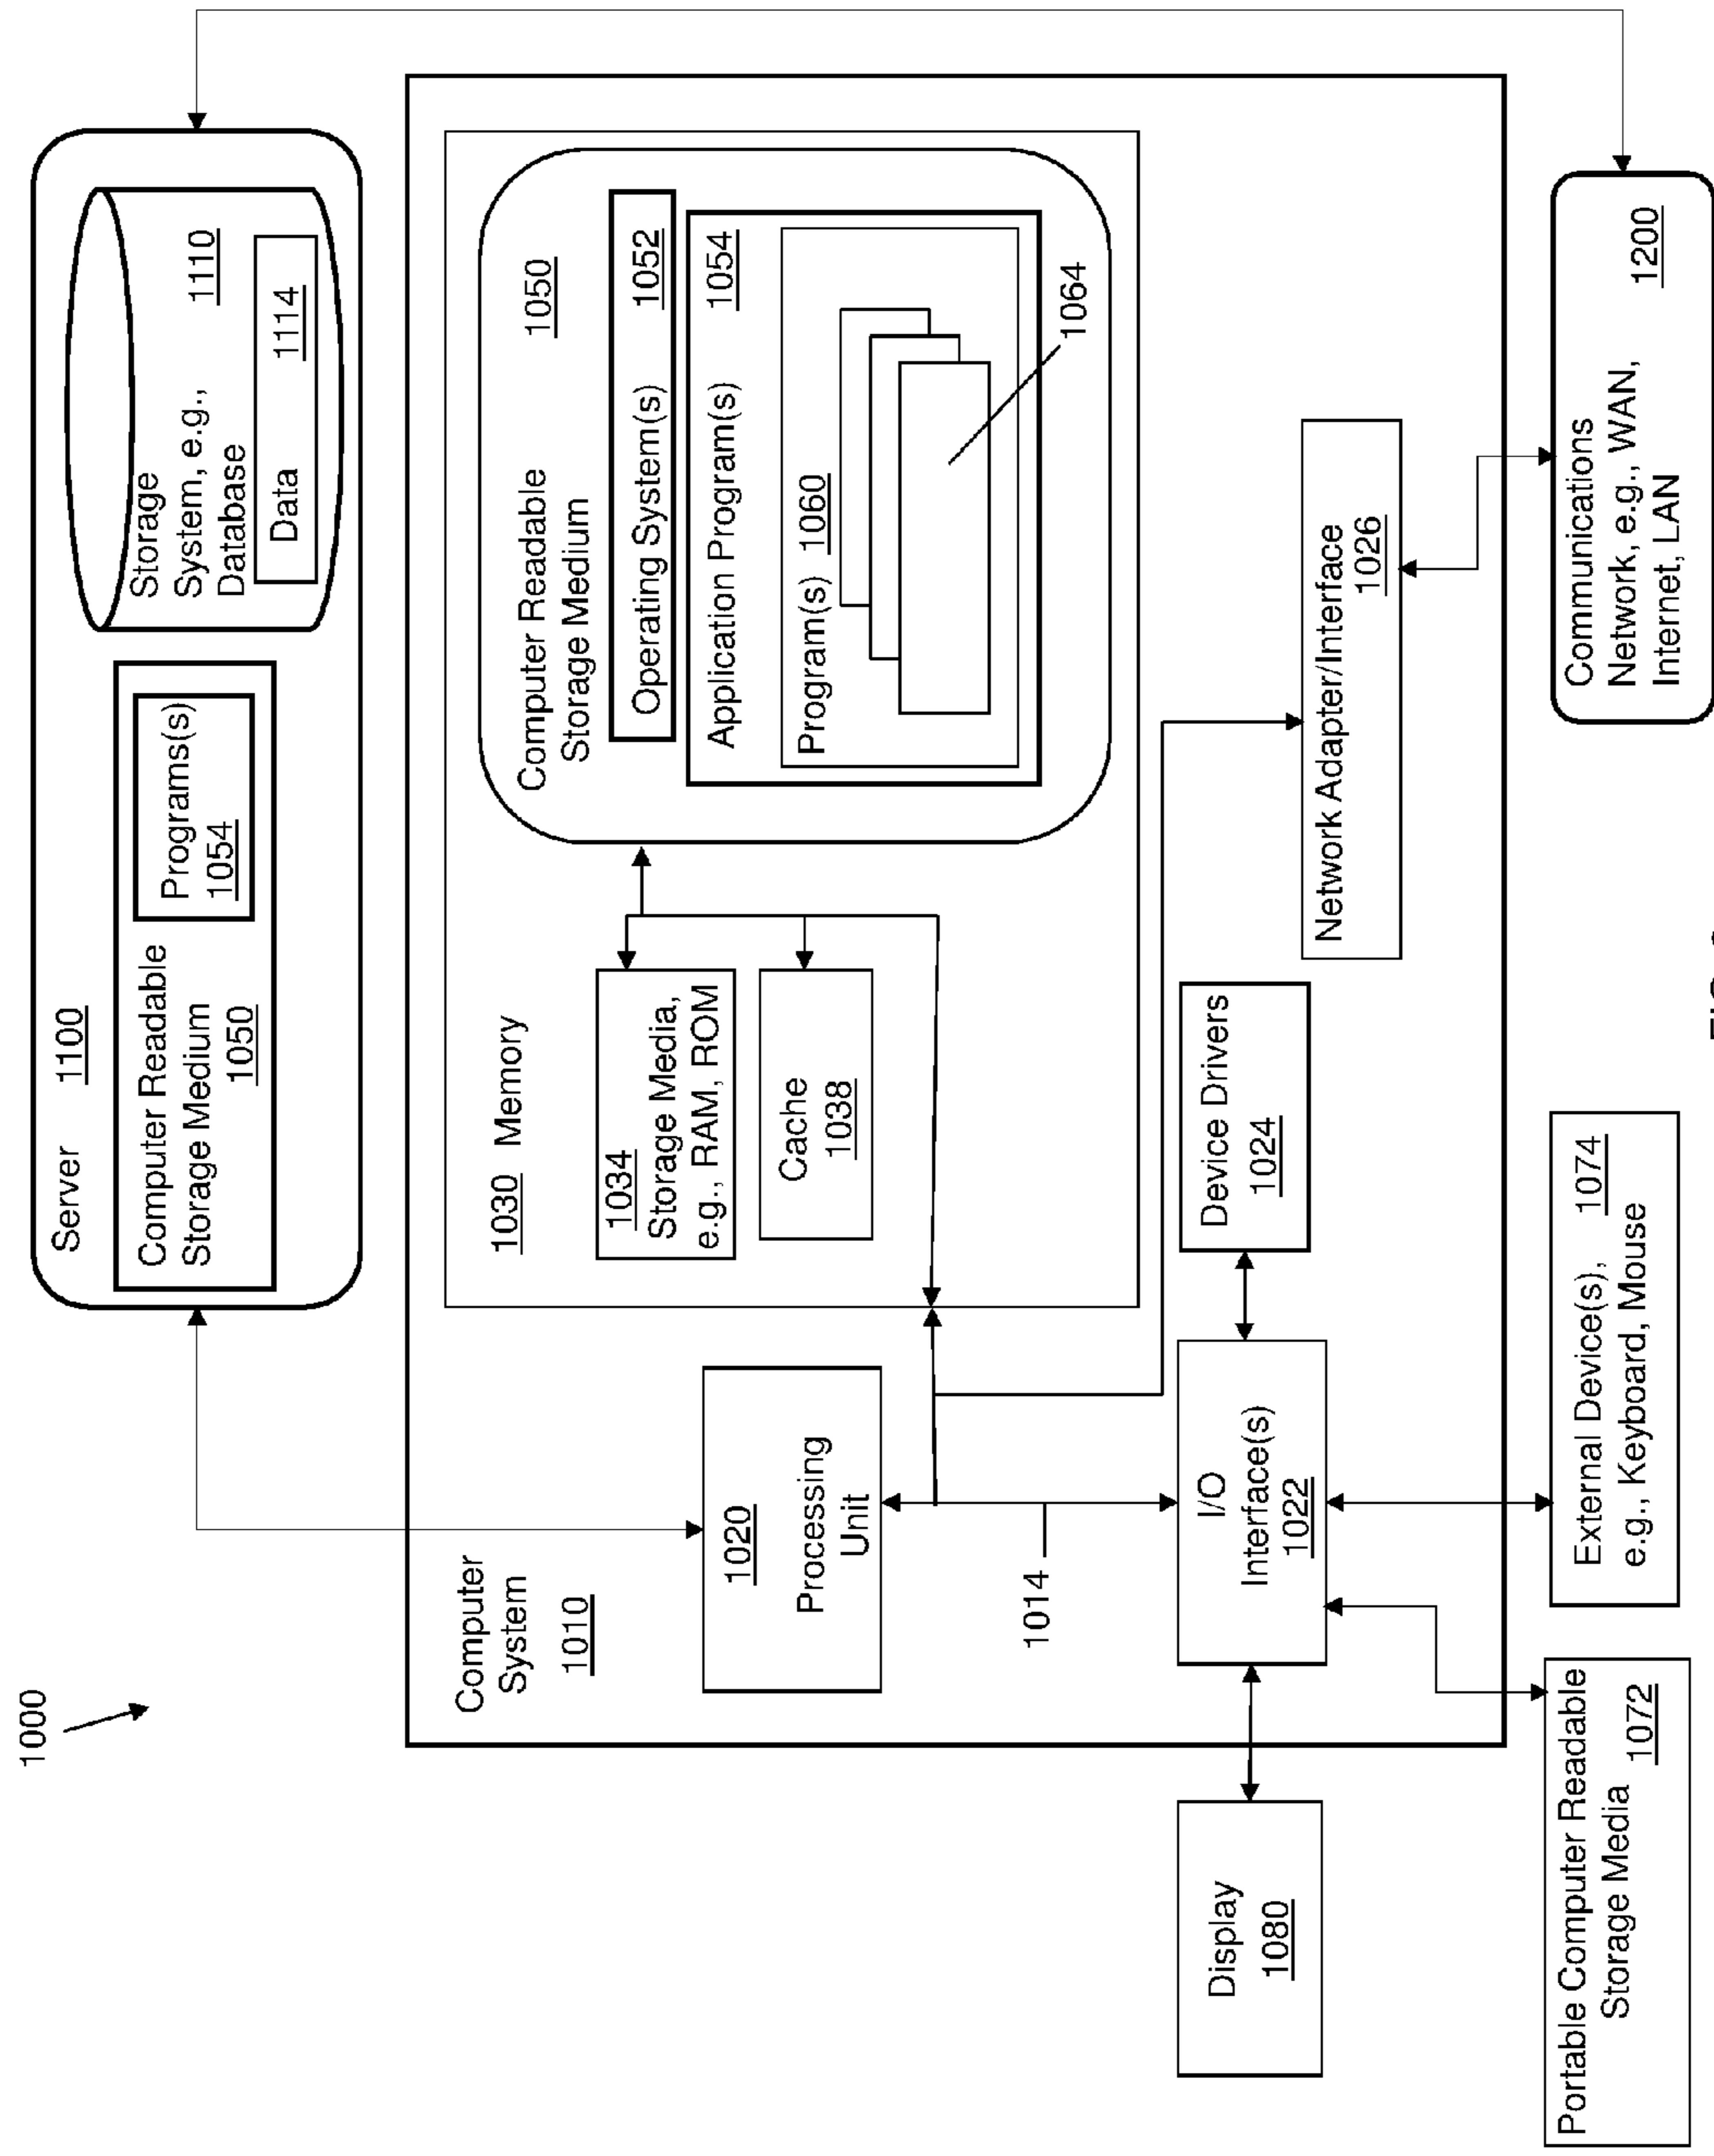 1000
Server 1100
Computer Readable
Storage Medium
1050
Programs(s)
1054
Storage
System, e.g.,
Database
1110
Data 1114
Computer
System
1010
1020
Processing
Unit
1014
1030 Memory
1034
Storage Media,
e.g., RAM, ROM
Cache
1038
Computer Readable
Storage Medium
1050
Operating System(s) 1052
Application Program(s) 1054
Program(s) 1060
1064
Display
1080
I/O
Interface(s)
1022
Device Drivers
1024
Network Adapter/Interface
1026
Portable Computer Readable
Storage Media 1072
External Device(s), 1074
e.g., Keyboard, Mouse
Communications
Network, e.g., WAN, 1200
Internet, LAN